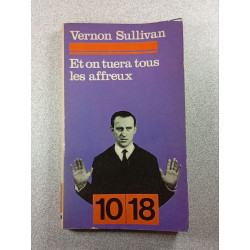 Vernon Sullivan
Et on tuera tous
les affreux
10 18